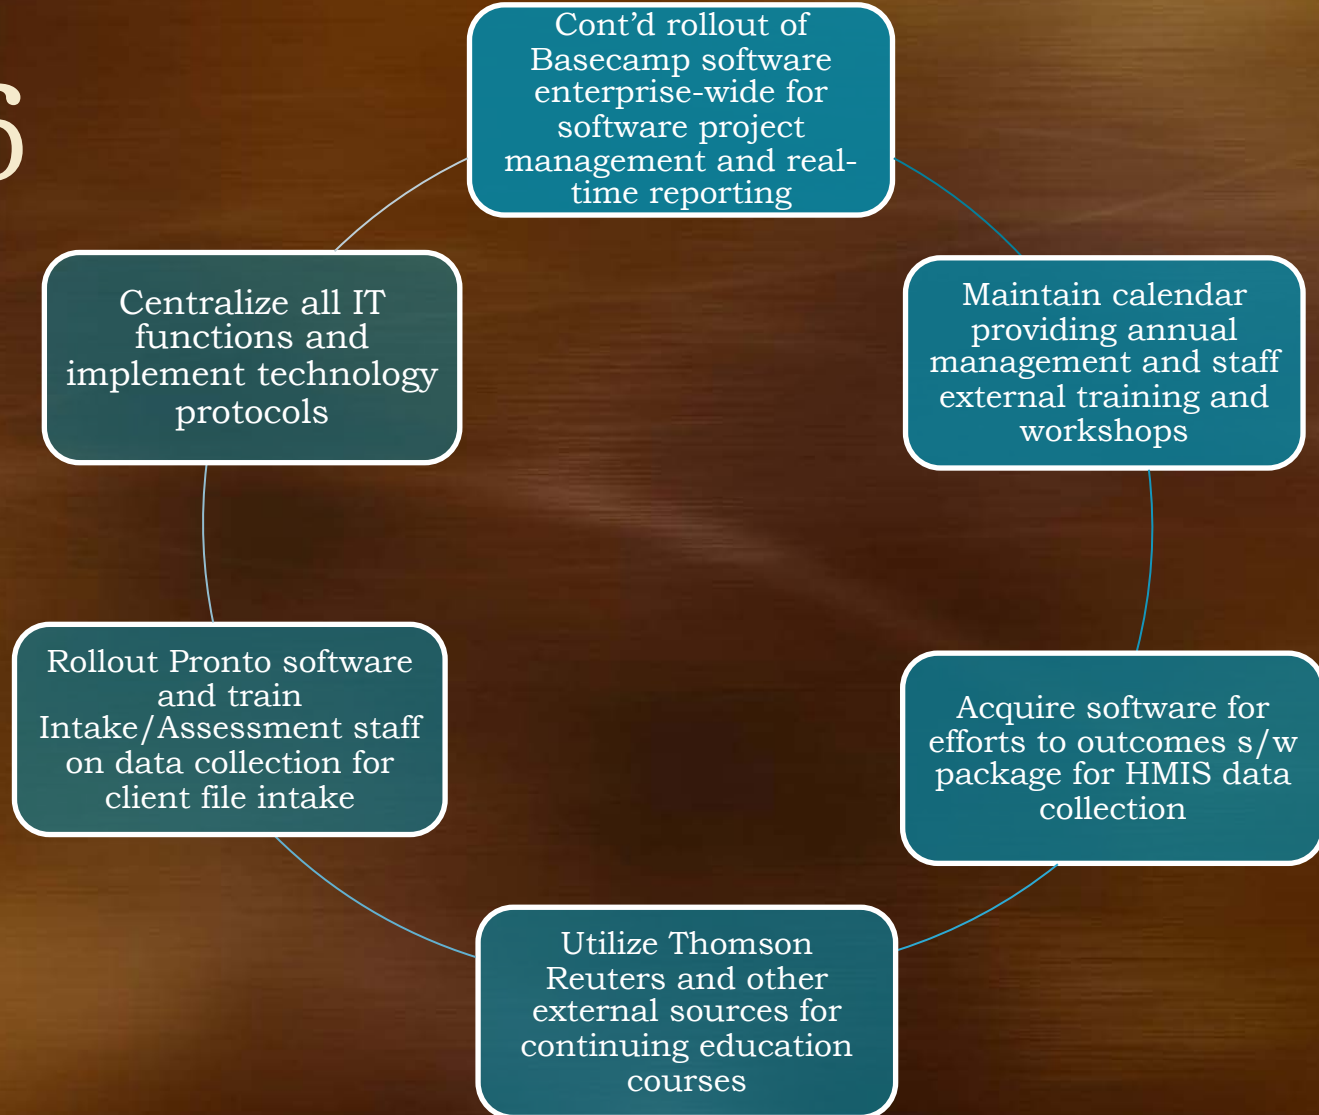 6
Cont’d rollout of
Basecamp software
enterprise-wide for
software project
management and real-
time reporting
Maintain calendar
providing annual
management and staff
external training and
workshops
Acquire software for
efforts to outcomes s/w
package for HMIS data
collection
Utilize Thomson
Reuters and other
external sources for
continuing education
courses
Rollout Pronto software
and train
Intake/Assessment staff
on data collection for
client file intake
Centralize all IT
functions and
implement technology
protocols